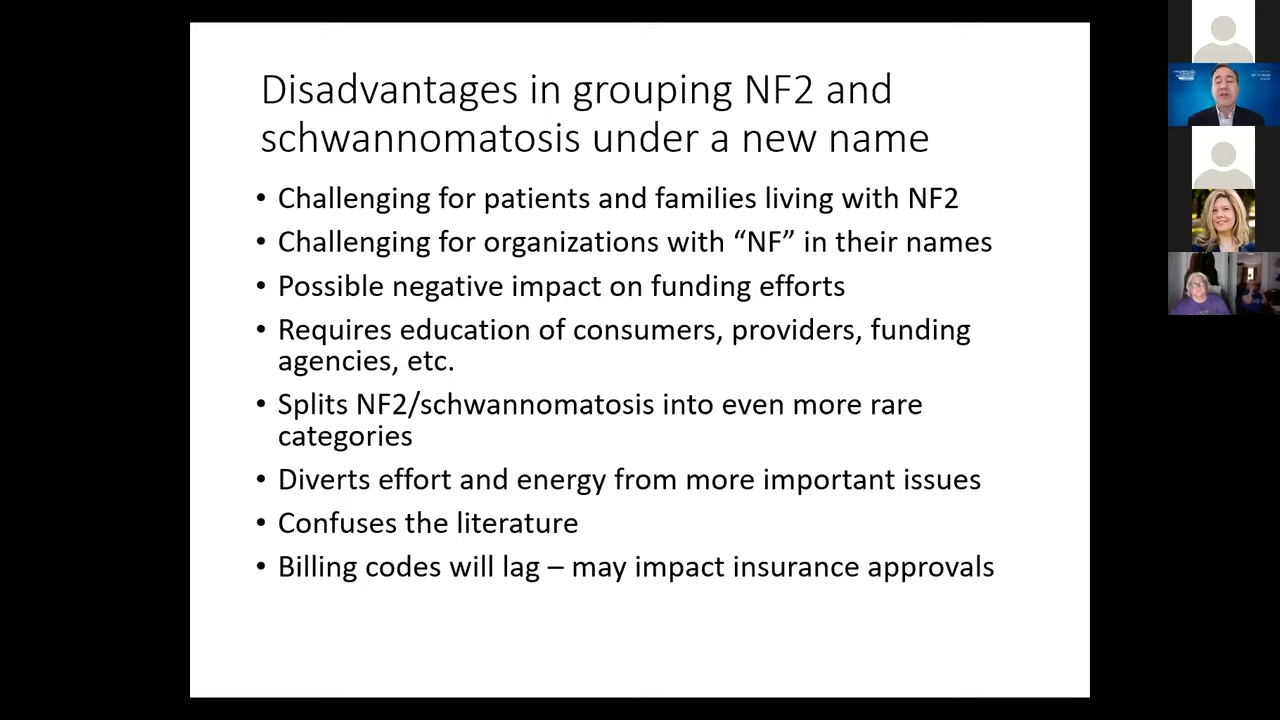 Disadvantages in grouping NF2 and
schwannomatosis under a new name
• Challenging for patients and families living with NF2
• Challenging for organizations with “NF” in their names
• Possible negative impact on funding efforts
• Requires education of consumers, providers, funding
agencies, etc.
• Splits NF2/schwannomatosis into even more rare
categories
• Diverts effort and energy from more important issues
• Confuses the literature
• Billing codes will lag – may impact insurance approvals